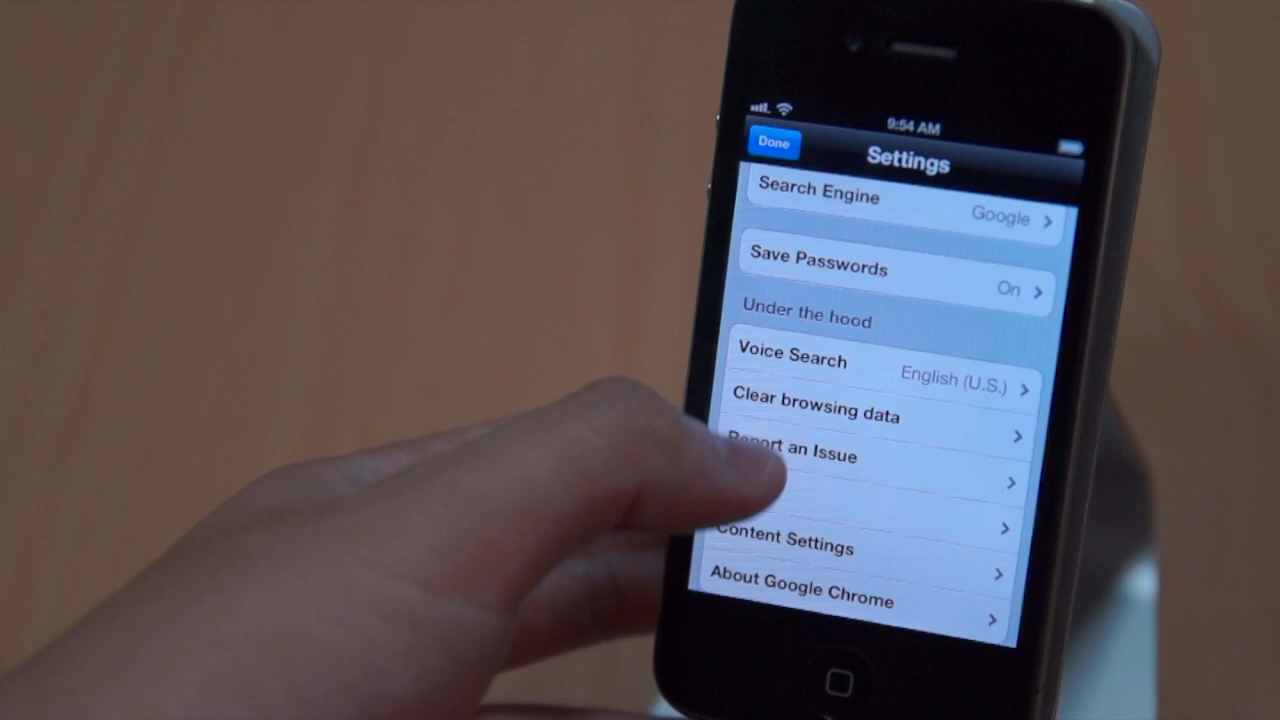 9:54 AM
Done
Settings
Search Engine Google
Save Passwords On
Under the hood
Voice Search English (U.S.)
Clear browsing data
Report an Issue
Content Settings
About Google Chrome